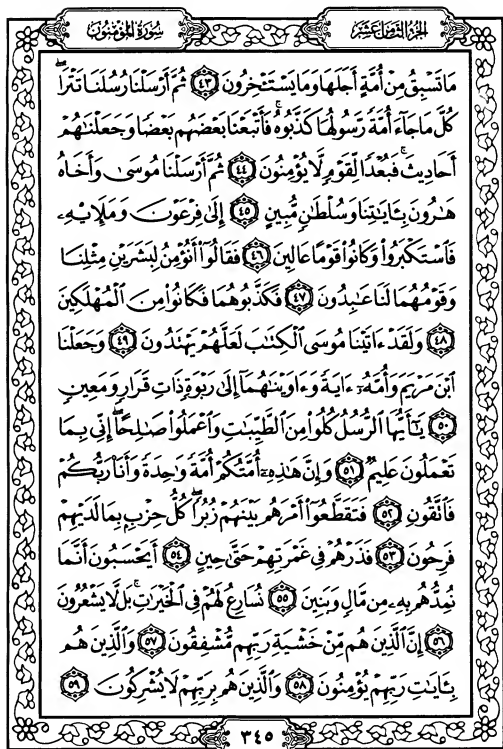 الجزء الثامن عشر
سورة المؤمنون
مَا تَسْبِقُ مِنْ أُمَّةٍ أَجَلَهَا وَمَا يَسْتَـْٔخِرُونَ ٤٣ ثُمَّ أَرْسَلْنَا رُسُلَنَا تَتْرَا ۖ
كُلَّ مَا جَآءَ أُمَّةً رَّسُولُهَا كَذَّبُوهُ ۚ فَأَتْبَعْنَا بَعْضَهُم بَعْضًا وَجَعَلْنَـٰهُمْ
أَحَادِيثَ ۚ فَبُعْدًا لِّقَوْمٍ لَّا يُؤْمِنُونَ ٤٤ ثُمَّ أَرْسَلْنَا مُوسَىٰ وَأَخَاهُ
هَـٰرُونَ بِـَٔايَـٰتِنَا وَسُلْطَـٰنٍ مُّبِينٍ ٤٥ إِلَىٰ فِرْعَوْنَ وَمَلَإِيْهِۦ
فَٱسْتَكْبَرُوا۟ وَكَانُوا۟ قَوْمًا عَالِينَ ٤٦ فَقَالُوٓا۟ أَنُؤْمِنُ لِبَشَرَيْنِ مِثْلِنَا
وَقَوْمُهُمَا لَنَا عَـٰبِدُونَ ٤٧ فَكَذَّبُوهُمَا فَكَانُوا۟ مِنَ ٱلْمُهْلَكِينَ
٤٨ وَلَقَدْ ءَاتَيْنَا مُوسَى ٱلْكِتَـٰبَ لَعَلَّهُمْ يَهْتَدُونَ ٤٩ وَجَعَلْنَا
ٱبْنَ مَرْيَمَ وَأُمَّهُۥٓ ءَايَةً وَءَاوَيْنَـٰهُمَآ إِلَىٰ رَبْوَةٍ ذَاتِ قَرَارٍ وَمَعِينٍ
٥٠ يَـٰٓأَيُّهَا ٱلرُّسُلُ كُلُوا۟ مِنَ ٱلطَّيِّبَـٰتِ وَٱعْمَلُوا۟ صَـٰلِحًا ۖ إِنِّى بِمَا
تَعْمَلُونَ عَلِيمٌ ٥١ وَإِنَّ هَـٰذِهِۦٓ أُمَّتُكُمْ أُمَّةً وَٰحِدَةً وَأَنَا۠ رَبُّكُمْ
فَٱتَّقُونِ ٥٢ فَتَقَطَّعُوٓا۟ أَمْرَهُم بَيْنَهُمْ زُبُرًا ۖ كُلُّ حِزْبٍۭ بِمَا لَدَيْهِمْ
فَرِحُونَ ٥٣ فَذَرْهُمْ فِى غَمْرَتِهِمْ حَتَّىٰ حِينٍ ٥٤ أَيَحْسَبُونَ أَنَّمَا
نُمِدُّهُم بِهِۦ مِن مَّالٍ وَبَنِينَ ٥٥ نُسَارِعُ لَهُمْ فِى ٱلْخَيْرَٰتِ ۚ بَل لَّا يَشْعُرُونَ
٥٦ إِنَّ ٱلَّذِينَ هُم مِّنْ خَشْيَةِ رَبِّهِم مُّشْفِقُونَ ٥٧ وَٱلَّذِينَ هُم
بِـَٔايَـٰتِ رَبِّهِمْ يُؤْمِنُونَ ٥٨ وَٱلَّذِينَ هُم بِرَبِّهِمْ لَا يُشْرِكُونَ ٥٩
٣٤٥